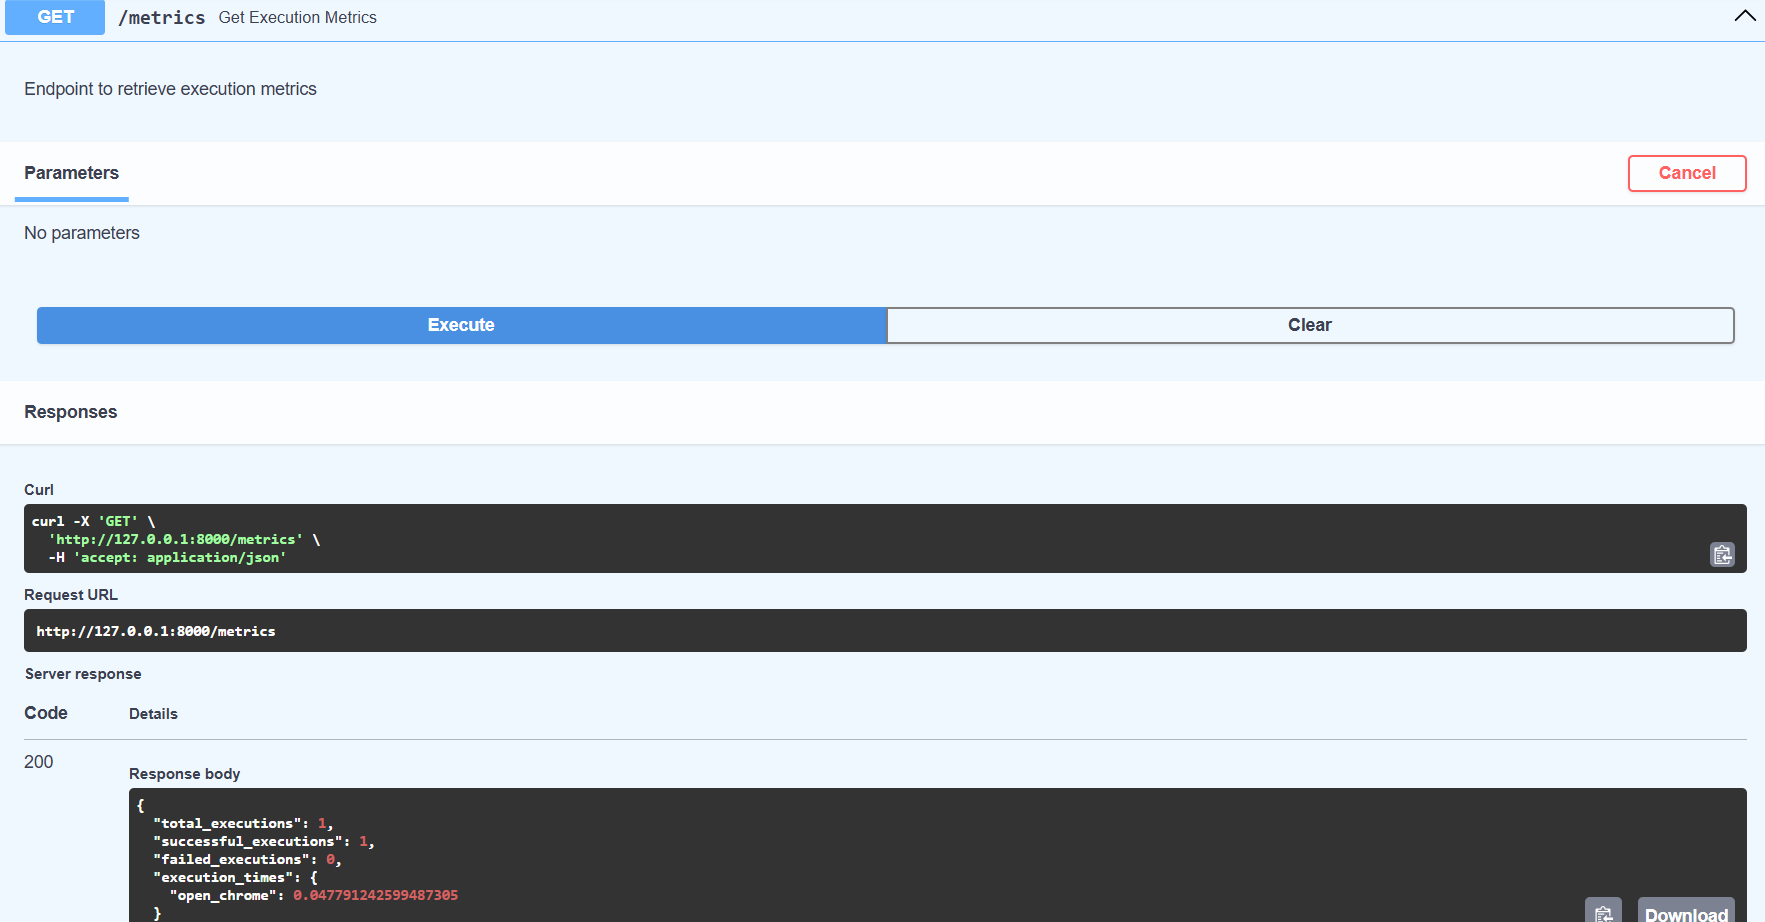 GET /metrics Get Execution Metrics
Endpoint to retrieve execution metrics
Parameters
Cancel
No parameters
Execute
Clear
Responses
Curl
curl -X 'GET' \
  'http://127.0.0.1:8000/metrics' \
  -H 'accept: application/json'
Request URL
http://127.0.0.1:8000/metrics
Server response
Code Details
200
Response body
{
  "total_executions": 1,
  "successful_executions": 1,
  "failed_executions": 0,
  "execution_times": {
    "open_chrome": 0.047791242599487305
  }
Download